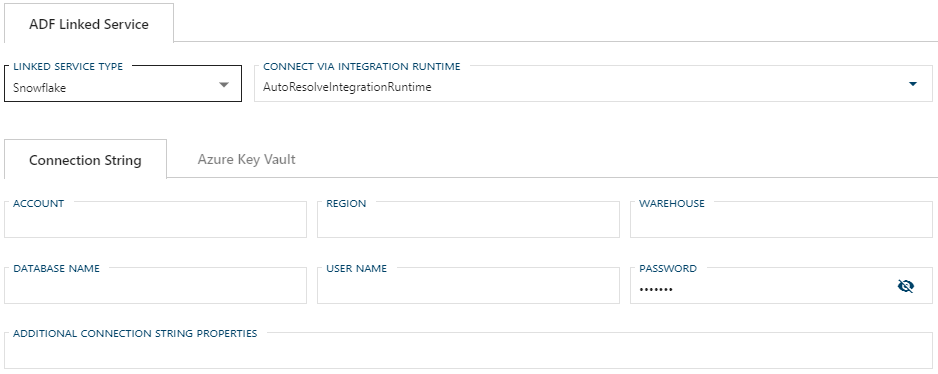 ADF Linked Service
LINKED SERVICE TYPE
Snowflake
CONNECT VIA INTEGRATION RUNTIME
AutoResolveIntegrationRuntime
Connection String
Azure Key Vault
ACCOUNT
REGION
WAREHOUSE
DATABASE NAME
USER NAME
PASSWORD
•••••••
ADDITIONAL CONNECTION STRING PROPERTIES